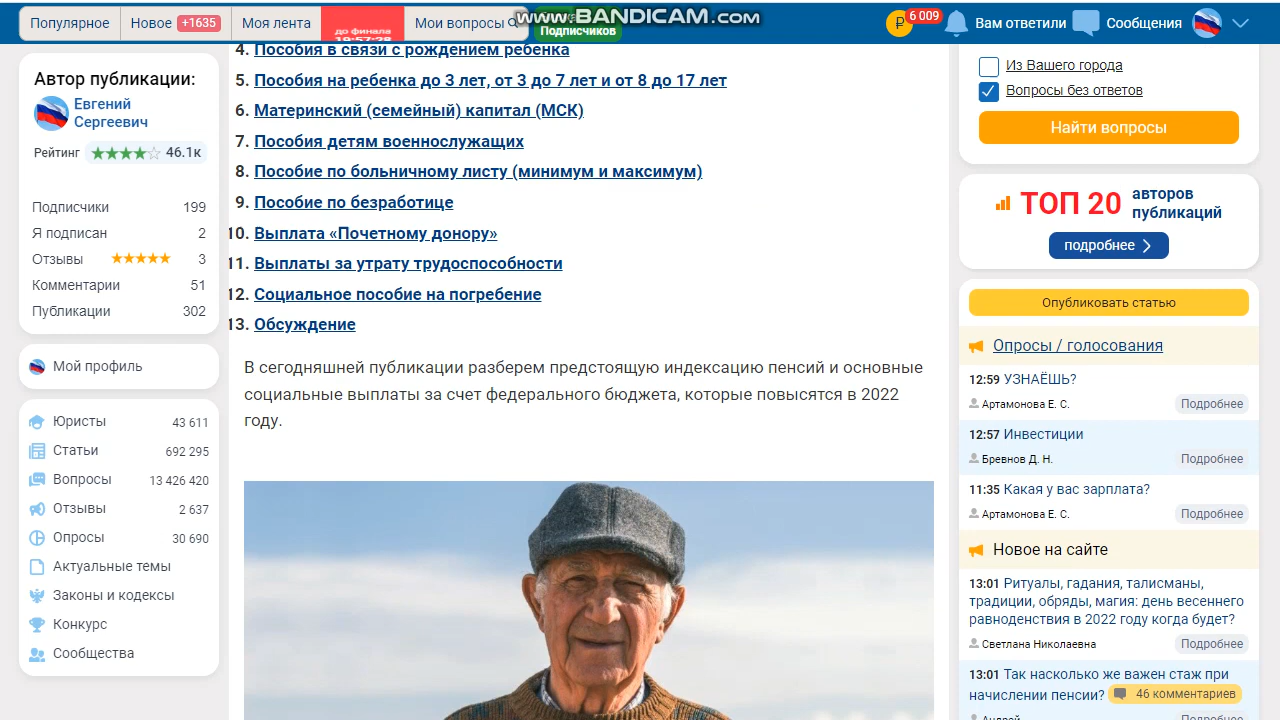 Популярное
Новое +1635
Моя лента
до финала
19:57:28
Мои вопросы
Подписчиков
www.BANDICAM.com
6 009
Вам ответили
Сообщения
Автор публикации:
Евгений
Сергеевич
Рейтинг 46.1к
Подписчики 199
Я подписан 2
Отзывы 3
Комментарии 51
Публикации 302
Мой профиль
Юристы 43 611
Статьи 692 295
Вопросы 13 426 420
Отзывы 2 637
Опросы 30 690
Актуальные темы
Законы и кодексы
Конкурс
Сообщества
4. Пособия в связи с рождением ребенка
5. Пособия на ребенка до 3 лет, от 3 до 7 лет и от 8 до 17 лет
6. Материнский (семейный) капитал (МСК)
7. Пособия детям военнослужащих
8. Пособие по больничному листу (минимум и максимум)
9. Пособие по безработице
10. Выплата «Почетному донору»
11. Выплаты за утрату трудоспособности
12. Социальное пособие на погребение
13. Обсуждение
В сегодняшней публикации разберем предстоящую индексацию пенсий и основные
социальные выплаты за счет федерального бюджета, которые повысятся в 2022
году.
Из Вашего города
Вопросы без ответов
Найти вопросы
ТОП 20 авторов
публикаций
подробнее
Опубликовать статью
Опросы / голосования
12:59 УЗНАЁШЬ?
Артамонова Е. С. Подробнее
12:57 Инвестиции
Бревнов Д. Н. Подробнее
11:35 Какая у вас зарплата?
Артамонова Е. С. Подробнее
Новое на сайте
13:01 Ритуалы, гадания, талисманы,
традиции, обряды, магия: день весеннего
равноденствия в 2022 году когда будет?
Светлана Николаевна Подробнее
13:01 Так насколько же важен стаж при
начислении пенсии? 46 комментариев
Андрей Подробнее